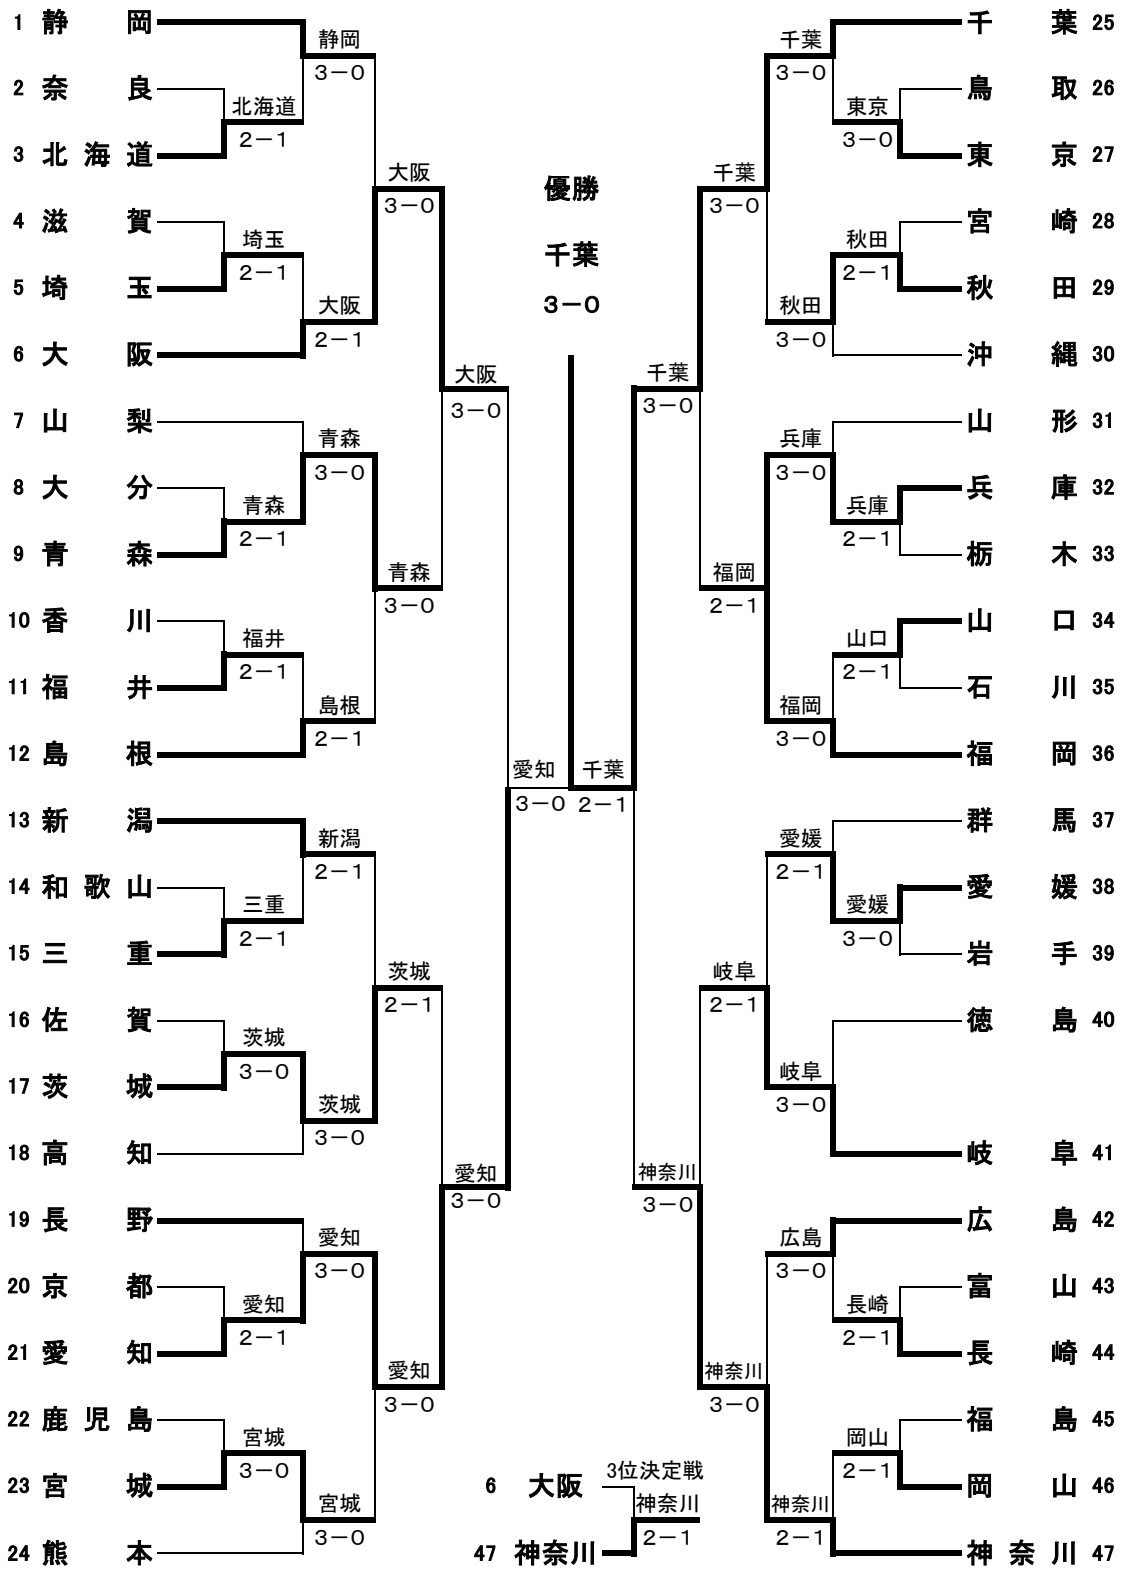 1 静岡
2 奈良
3 北海道
4 滋賀
5 埼玉
6 大阪
7 山梨
8 大分
9 青森
10 香川
11 福井
12 島根
13 新潟
14 和歌山
15 三重
16 佐賀
17 茨城
18 高知
19 長野
20 京都
21 愛知
22 鹿児島
23 宮城
24 熊本
北海道
2－1
埼玉
2－1
青森
2－1
福井
2－1
三重
2－1
茨城
3－0
愛知
2－1
宮城
3－0
静岡
3－0
大阪
2－1
青森
3－0
島根
2－1
新潟
2－1
茨城
3－0
愛知
3－0
宮城
3－0
大阪
3－0
青森
3－0
茨城
2－1
愛知
3－0
大阪
3－0
愛知
3－0
愛知
3－0
優勝
千葉
3－0
千葉
2－1
千葉
3－0
神奈川
3－0
千葉
3－0
福岡
2－1
岐阜
2－1
神奈川
3－0
千葉
3－0
秋田
3－0
兵庫
3－0
福岡
3－0
愛媛
2－1
岐阜
3－0
広島
3－0
神奈川
2－1
東京
3－0
秋田
2－1
兵庫
2－1
山口
2－1
愛媛
3－0
長崎
2－1
岡山
2－1
千葉 25
鳥取 26
東京 27
宮崎 28
秋田 29
沖縄 30
山形 31
兵庫 32
栃木 33
山口 34
石川 35
福岡 36
群馬 37
愛媛 38
岩手 39
徳島 40
岐阜 41
広島 42
富山 43
長崎 44
福島 45
岡山 46
神奈川 47
3位決定戦
6 大阪
47 神奈川
神奈川
2－1